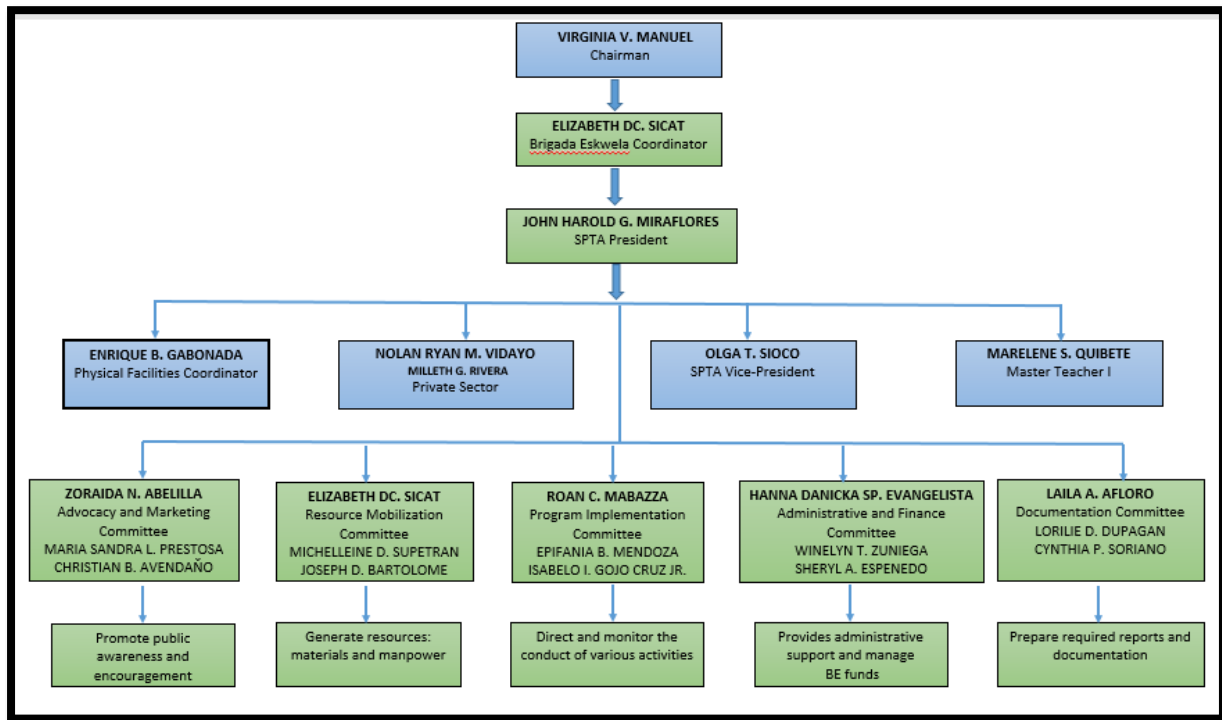 VIRGINIA V. MANUEL
Chairman
ELIZABETH DC. SICAT
Brigada Eskwela Coordinator
JOHN HAROLD G. MIRAFLORES
SPTA President
ENRIQUE B. GABONADA
Physical Facilities Coordinator
NOLAN RYAN M. VIDAYO
MILLETH G. RIVERA
Private Sector
OLGA T. SIOCO
SPTA Vice-President
MARELENE S. QUIBETE
Master Teacher I
ZORAIDA N. ABELILLA
Advocacy and Marketing
Committee
MARIA SANDRA L. PRESTOSA
CHRISTIAN B. AVENDAÑO
ELIZABETH DC. SICAT
Resource Mobilization
Committee
MICHELLEINE D. SUPETRAN
JOSEPH D. BARTOLOME
ROAN C. MABAZZA
Program Implementation
Committee
EPIFANIA B. MENDOZA
ISABELO I. GOJO CRUZ JR.
HANNA DANICKA SP. EVANGELISTA
Administrative and Finance
Committee
WINELYN T. ZUNIEGA
SHERYL A. ESPENEDO
LAILA A. AFLORO
Documentation Committee
LORILIE D. DUPAGAN
CYNTHIA P. SORIANO
Promote public
awareness and
encouragement
Generate resources:
materials and manpower
Direct and monitor the
conduct of various activities
Provides administrative
support and manage
BE funds
Prepare required reports and
documentation